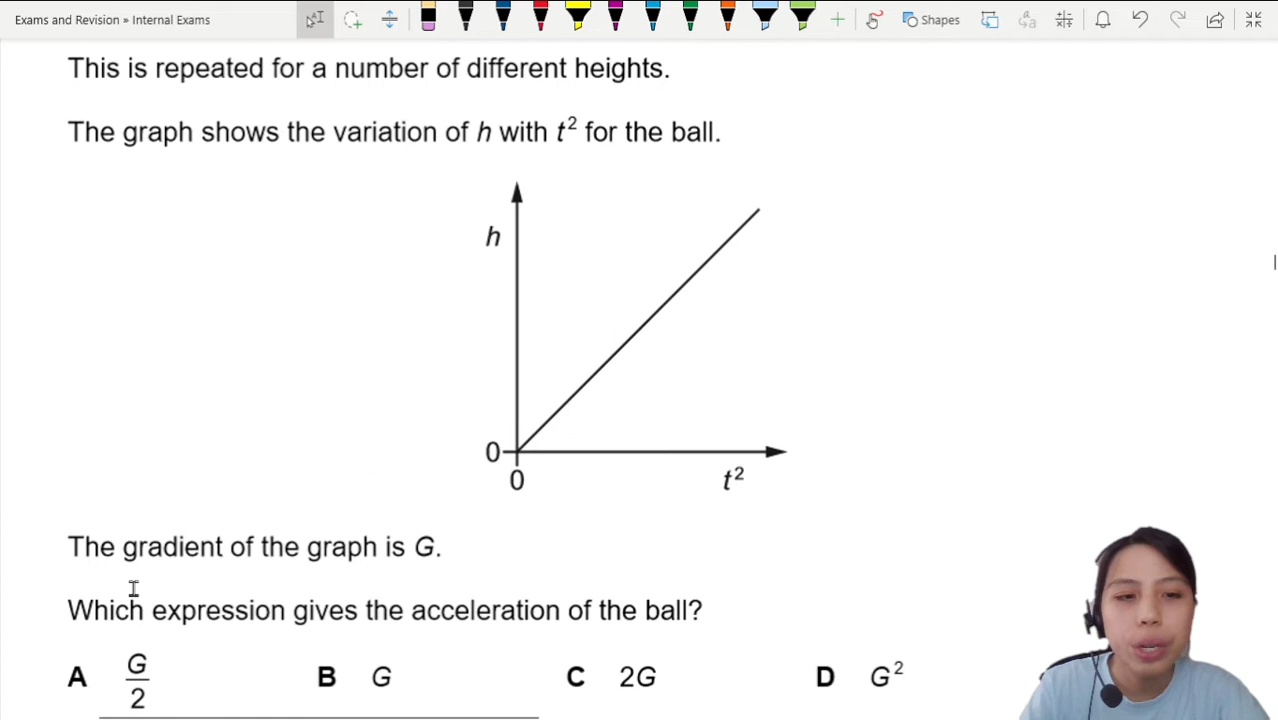 Exams and Revision » Internal Exams
Shapes
This is repeated for a number of different heights.
The graph shows the variation of h with t² for the ball.
h
0
0
t²
The gradient of the graph is G.
Which expression gives the acceleration of the ball?
A G/2 B G C 2G D G²